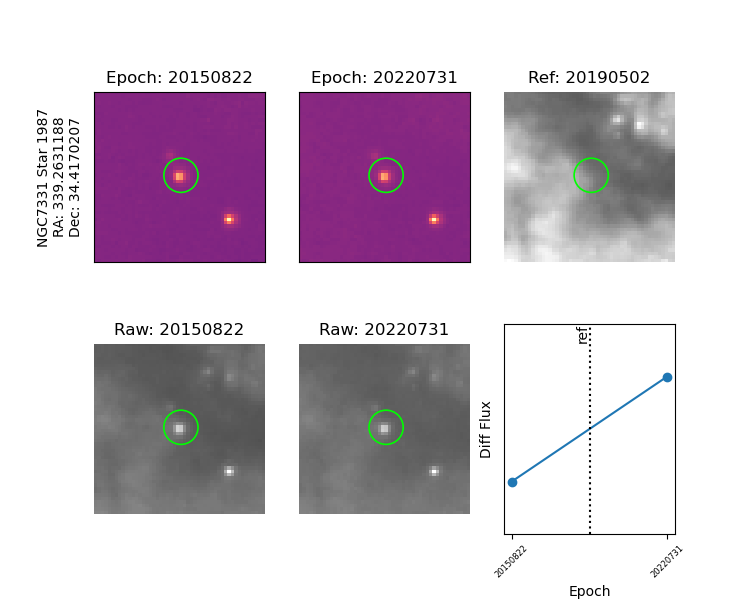 NGC7331 Star 1987
RA: 339.2631188
Dec: 34.4170207
Epoch: 20150822
Epoch: 20220731
Ref: 20190502
Raw: 20150822
Raw: 20220731
ref
Diff Flux
20150822
20220731
Epoch